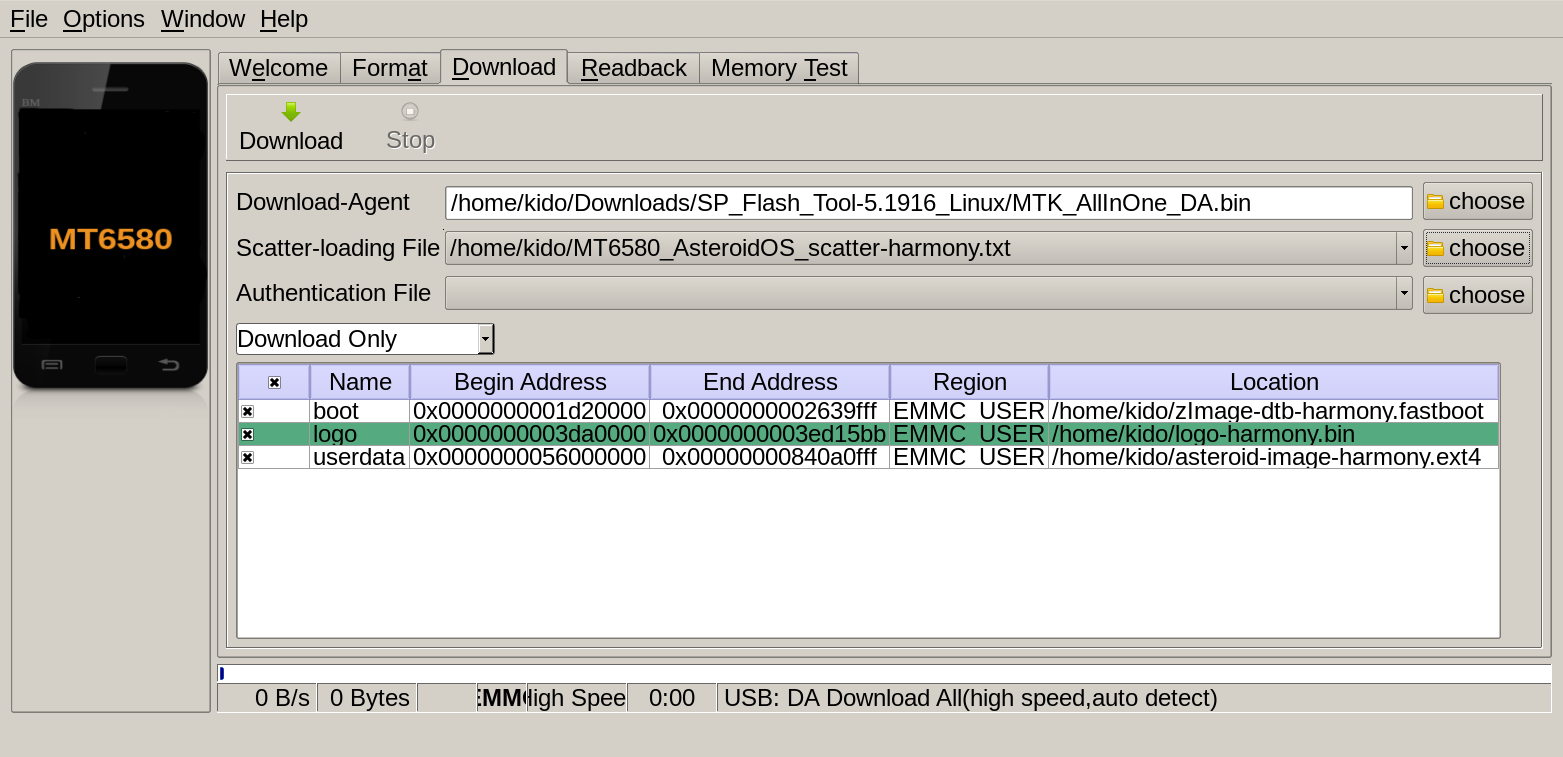 File Options Window Help
Welcome Format Download Readback Memory Test
BM
MT6580
Download Stop
Download-Agent /home/kido/Downloads/SP_Flash_Tool-5.1916_Linux/MTK_AllInOne_DA.bin choose
Scatter-loading File /home/kido/MT6580_AsteroidOS_scatter-harmony.txt choose
Authentication File choose
Download Only
Name Begin Address End Address Region Location
boot 0x0000000001d20000 0x0000000002639fff EMMC_USER /home/kido/zImage-dtb-harmony.fastboot
logo 0x0000000003da0000 0x0000000003ed15bb EMMC_USER /home/kido/logo-harmony.bin
userdata 0x0000000056000000 0x00000000840a0fff EMMC_USER /home/kido/asteroid-image-harmony.ext4
0 B/s 0 Bytes EMMC High Spee 0:00 USB: DA Download All(high speed,auto detect)